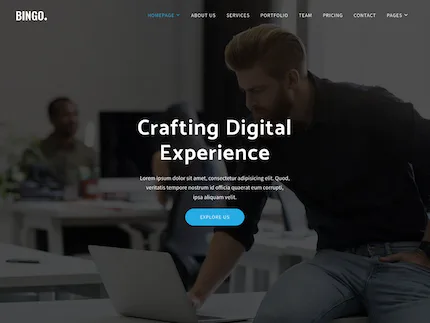 BINGO.
HOMEPAGE ABOUT US SERVICES PORTFOLIO TEAM PRICING CONTACT PAGES
Crafting Digital
Experience
Lorem ipsum dolor sit amet, consectetur adipisicing elit. Quod,
veritatis tempore nostrum id officia quaerat eum corrupti,
ipsa aliquam velit.
EXPLORE US